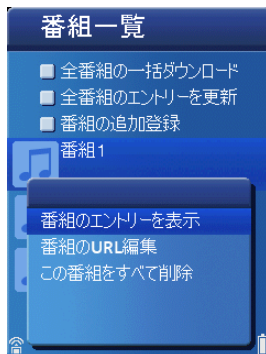 番組一覧
全番組の一括ダウンロード
全番組のエントリーを更新
番組の追加登録
番組1
番組のエントリーを表示
番組のURL編集
この番組をすべて削除